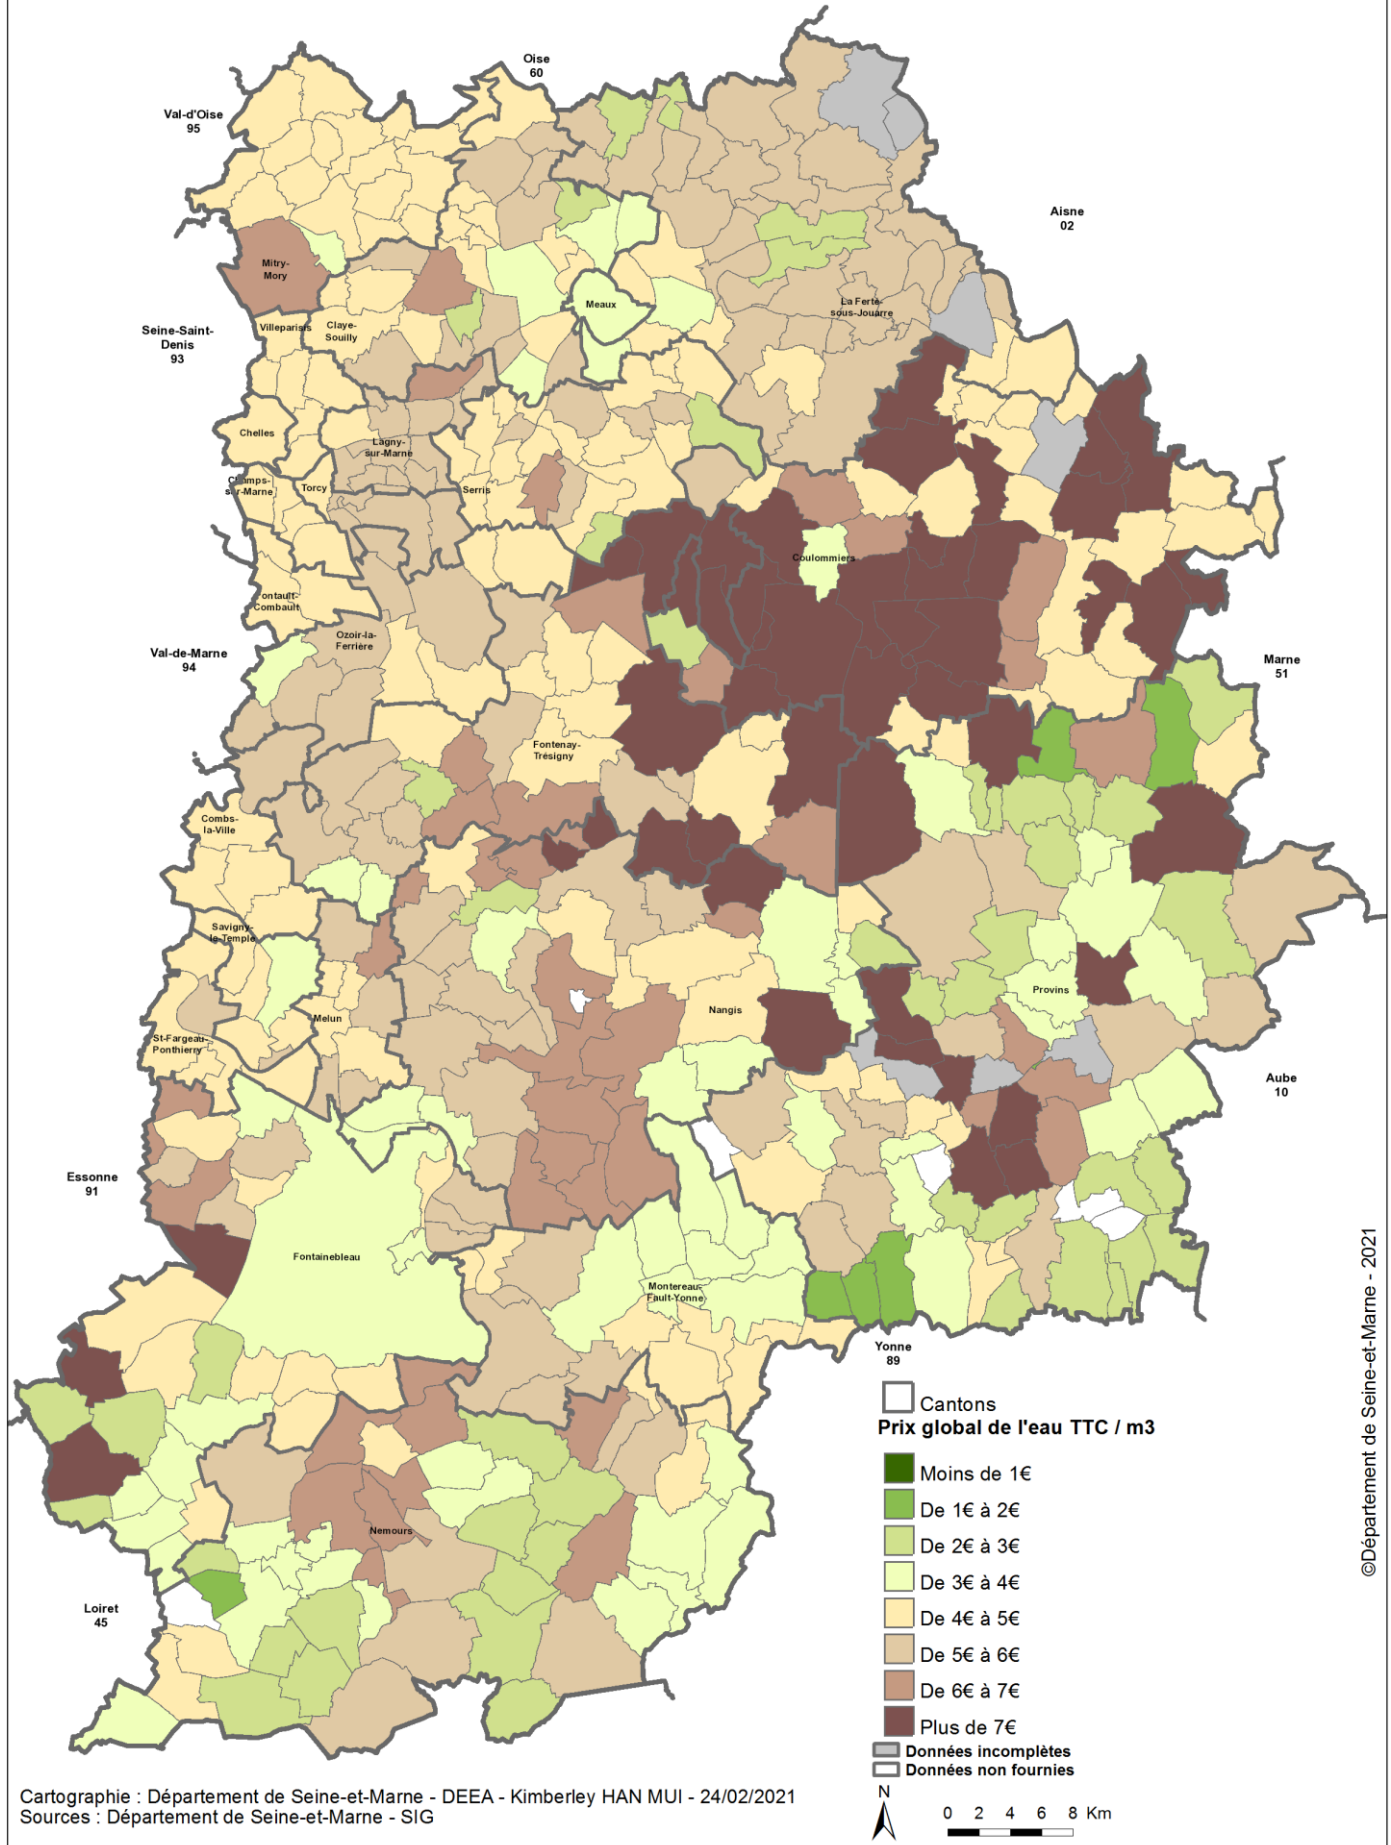 Oise
60
Val-d'Oise
95
Aisne
02
Mitry-
Mory
Meaux
La Ferté-
sous-Jouarre
Seine-Saint-
Denis
93
Villeparisis
Claye-
Souilly
Chelles
Lagny-
sur-Marne
Champs-
sur-Marne
Torcy
Serris
Coulommiers
Pontault-
Combault
Ozoir-la-
Ferrière
Val-de-Marne
94
Marne
51
Fontenay-
Trésigny
Combs-
la-Ville
Savigny-
le-Temple
Provins
Nangis
Melun
St-Fargeau-
Ponthierry
Aube
10
Essonne
91
Fontainebleau
Montereau-
Fault-Yonne
Yonne
89
Nemours
Loiret
45
Cantons
Prix global de l'eau TTC / m3
Moins de 1€
De 1€ à 2€
De 2€ à 3€
De 3€ à 4€
De 4€ à 5€
De 5€ à 6€
De 6€ à 7€
Plus de 7€
Données incomplètes
Données non fournies
N
0 2 4 6 8 Km
©Département de Seine-et-Marne - 2021
Cartographie : Département de Seine-et-Marne - DEEA - Kimberley HAN MUI - 24/02/2021
Sources : Département de Seine-et-Marne - SIG